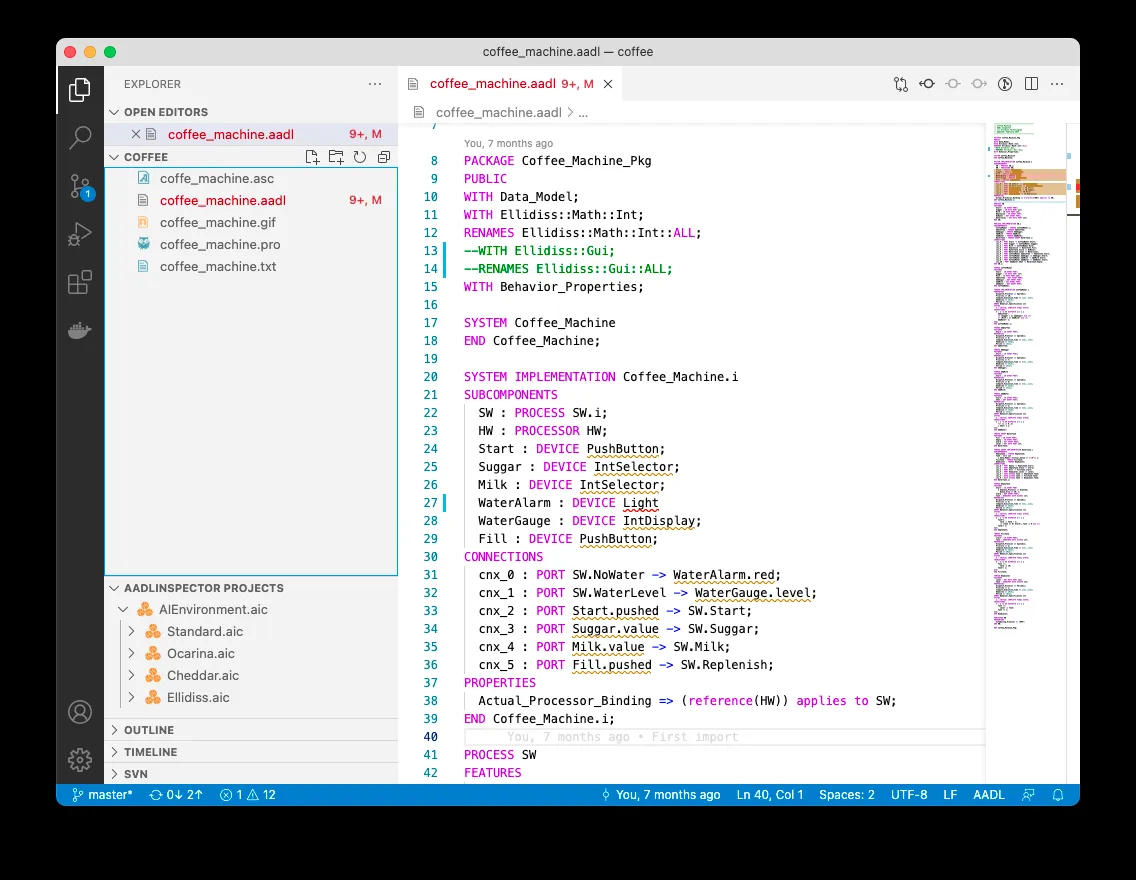 coffee_machine.aadl — coffee
EXPLORER
OPEN EDITORS
coffee_machine.aadl 9+, M
COFFEE
coffe_machine.asc
coffee_machine.aadl 9+, M
coffee_machine.gif
coffee_machine.pro
coffee_machine.txt
AADLINSPECTOR PROJECTS
AIEnvironment.aic
Standard.aic
Ocarina.aic
Cheddar.aic
Ellidiss.aic
OUTLINE
TIMELINE
SVN
1
coffee_machine.aadl 9+, M
coffee_machine.aadl > ...
7
You, 7 months ago
8 PACKAGE Coffee_Machine_Pkg
9 PUBLIC
10 WITH Data_Model;
11 WITH Ellidiss::Math::Int;
12 RENAMES Ellidiss::Math::Int::ALL;
13 --WITH Ellidiss::Gui;
14 --RENAMES Ellidiss::Gui::ALL;
15 WITH Behavior_Properties;
16
17 SYSTEM Coffee_Machine
18 END Coffee_Machine;
19
20 SYSTEM IMPLEMENTATION Coffee_Machine.i
21 SUBCOMPONENTS
22 SW : PROCESS SW.i;
23 HW : PROCESSOR HW;
24 Start : DEVICE PushButton;
25 Suggar : DEVICE IntSelector;
26 Milk : DEVICE IntSelector;
27 WaterAlarm : DEVICE Light
28 WaterGauge : DEVICE IntDisplay;
29 Fill : DEVICE PushButton;
30 CONNECTIONS
31 cnx_0 : PORT SW.NoWater -> WaterAlarm.red;
32 cnx_1 : PORT SW.WaterLevel -> WaterGauge.level;
33 cnx_2 : PORT Start.pushed -> SW.Start;
34 cnx_3 : PORT Suggar.value -> SW.Suggar;
35 cnx_4 : PORT Milk.value -> SW.Milk;
36 cnx_5 : PORT Fill.pushed -> SW.Replenish;
37 PROPERTIES
38 Actual_Processor_Binding => (reference(HW)) applies to SW;
39 END Coffee_Machine.i;
40 You, 7 months ago • First import
41 PROCESS SW
42 FEATURES
master* 0↓ 2↑ 1 12 You, 7 months ago Ln 40, Col 1 Spaces: 2 UTF-8 LF AADL